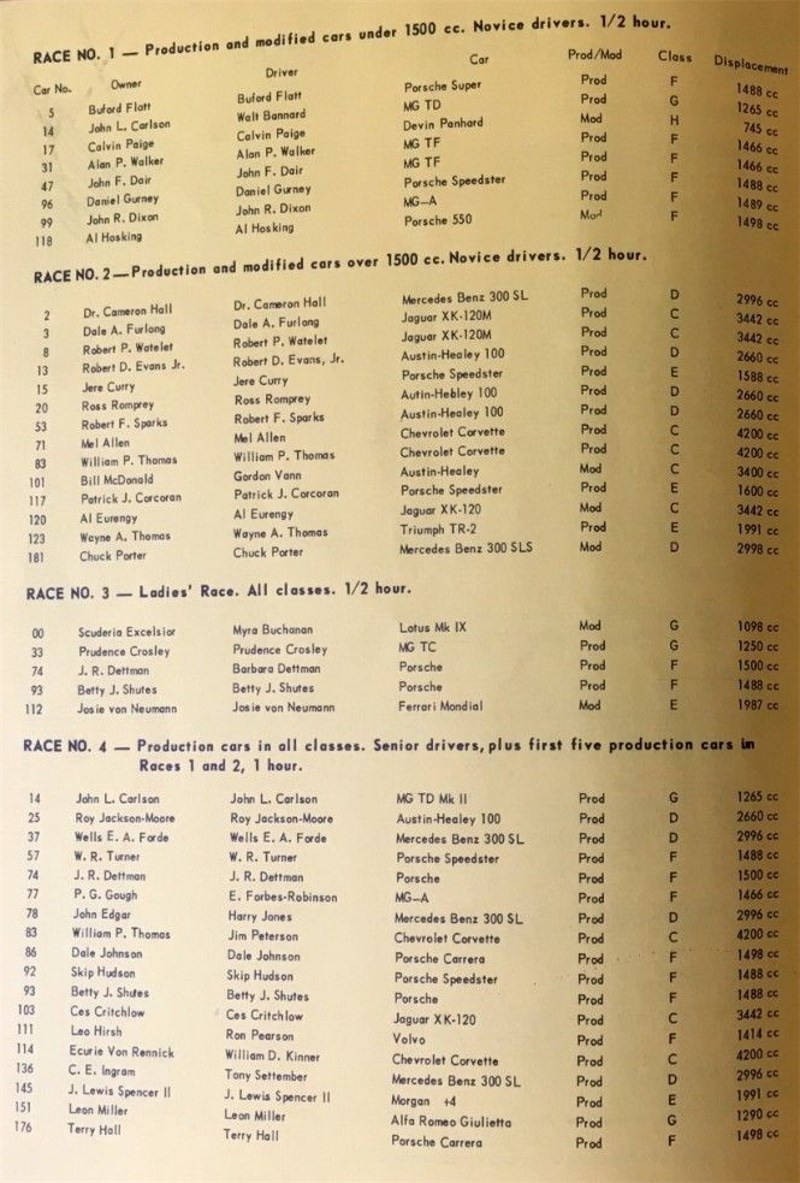 RACE NO. 1 — Production and modified cars under 1500 cc. Novice drivers. 1/2 hour.
Car No. Owner Driver Car Prod/Mod Class Displacement
5 Buford Flatt Buford Flatt Porsche Super Prod F 1488 cc
14 John L. Carlson Walt Bannard MG TD Prod G 1265 cc
17 Calvin Paige Calvin Paige Devin Panhard Mod H 745 cc
31 Alan P. Walker Alan P. Walker MG TF Prod F 1466 cc
47 John F. Dair John F. Dair MG TF Prod F 1466 cc
96 Daniel Gurney Daniel Gurney Porsche Speedster Prod F 1488 cc
99 John R. Dixon John R. Dixon MG-A Prod F 1489 cc
118 Al Hosking Al Hosking Porsche 550 Mod F 1498 cc
RACE NO. 2—Production and modified cars over 1500 cc. Novice drivers. 1/2 hour.
2 Dr. Cameron Hall Dr. Cameron Hall Mercedes Benz 300 SL Prod D 2996 cc
3 Dale A. Furlong Dale A. Furlong Jaguar XK-120M Prod C 3442 cc
8 Robert P. Watelet Robert P. Watelet Jaguar XK-120M Prod C 3442 cc
13 Robert D. Evans Jr. Robert D. Evans, Jr. Austin-Healey 100 Prod D 2660 cc
15 Jere Curry Jere Curry Porsche Speedster Prod E 1588 cc
20 Ross Romprey Ross Romprey Autin-Hebley 100 Prod D 2660 cc
53 Robert F. Sparks Robert F. Sparks Austin-Healey 100 Prod D 2660 cc
71 Mel Allen Mel Allen Chevrolet Corvette Prod C 4200 cc
83 William P. Thomas William P. Thomas Chevrolet Corvette Prod C 4200 cc
101 Bill McDonald Gordon Vann Austin-Healey Mod C 3400 cc
117 Patrick J. Corcoran Patrick J. Corcoran Porsche Speedster Prod E 1600 cc
120 Al Eurengy Al Eurengy Jaguar XK-120 Mod C 3442 cc
123 Wayne A. Thomas Wayne A. Thomas Triumph TR-2 Prod E 1991 cc
181 Chuck Porter Chuck Porter Mercedes Benz 300 SLS Mod D 2998 cc
RACE NO. 3 — Ladies' Race. All classes. 1/2 hour.
00 Scuderia Excelsior Myra Buchanan Lotus Mk IX Mod G 1098 cc
33 Prudence Crosley Prudence Crosley MG TC Prod G 1250 cc
74 J. R. Dettman Barbara Dettman Porsche Prod F 1500 cc
93 Betty J. Shutes Betty J. Shutes Porsche Prod F 1488 cc
112 Josie von Neumann Josie von Neumann Ferrari Mondial Mod E 1987 cc
RACE NO. 4 — Production cars in all classes. Senior drivers, plus first five production cars in
Races 1 and 2, 1 hour.
14 John L. Carlson John L. Carlson MG TD Mk II Prod G 1265 cc
25 Roy Jackson-Moore Roy Jackson-Moore Austin-Healey 100 Prod D 2660 cc
37 Wells E. A. Forde Wells E. A. Forde Mercedes Benz 300 SL Prod D 2996 cc
57 W. R. Turner W. R. Turner Porsche Speedster Prod F 1488 cc
74 J. R. Dettman J. R. Dettman Porsche Prod F 1500 cc
77 P. G. Gough E. Forbes-Robinson MG-A Prod F 1466 cc
78 John Edgar Harry Jones Mercedes Benz 300 SL Prod D 2996 cc
83 William P. Thomas Jim Peterson Chevrolet Corvette Prod C 4200 cc
86 Dale Johnson Dale Johnson Porsche Carrera Prod F 1498 cc
92 Skip Hudson Skip Hudson Porsche Speedster Prod F 1488 cc
93 Betty J. Shutes Betty J. Shutes Porsche Prod F 1488 cc
103 Ces Critchlow Ces Critchlow Jaguar XK-120 Prod C 3442 cc
111 Leo Hirsh Ron Pearson Volvo Prod F 1414 cc
114 Ecurie Von Rennick William D. Kinner Chevrolet Corvette Prod C 4200 cc
136 C. E. Ingram Tony Settember Mercedes Benz 300 SL Prod D 2996 cc
145 J. Lewis Spencer II J. Lewis Spencer II Morgan +4 Prod E 1991 cc
151 Leon Miller Leon Miller Alfa Romeo Giulietta Prod G 1290 cc
176 Terry Hall Terry Hall Porsche Carrera Prod F 1498 cc